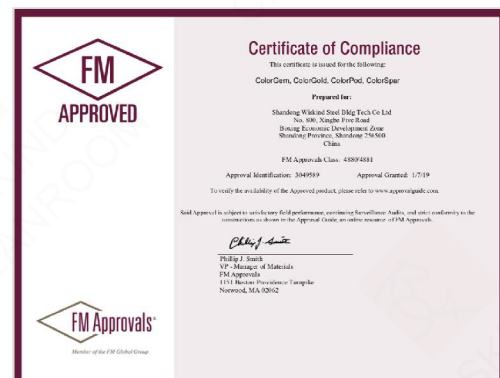 FM
APPROVED
Certificate of Compliance
This certificate is issued for the following:
ColorGem, ColorGold, ColorPod, ColorSpar
Prepared for:
Shandong Wiskind Steel Bldg Tech Co Ltd
No. 800, Xingbo Five Road
Boxing Economic Development Zone
Shandong Province, Shandong 256500
China
FM Approvals Class: 4880/4881
Approval Identification: 3049589 Approval Granted: 1/7/19
To verify the availability of the Approved product, please refer to www.approvalguide.com.
Said Approval is subject to satisfactory field performance, continuing Surveillance Audits, and strict conformity to the
constructions as shown in the Approval Guide, an online resource of FM Approvals.
Phillip J. Smith
Phillip J. Smith
VP - Manager of Materials
FM Approvals
1151 Boston Providence Turnpike
Norwood, MA 02062
FM Approvals®
Member of the FM Global Group